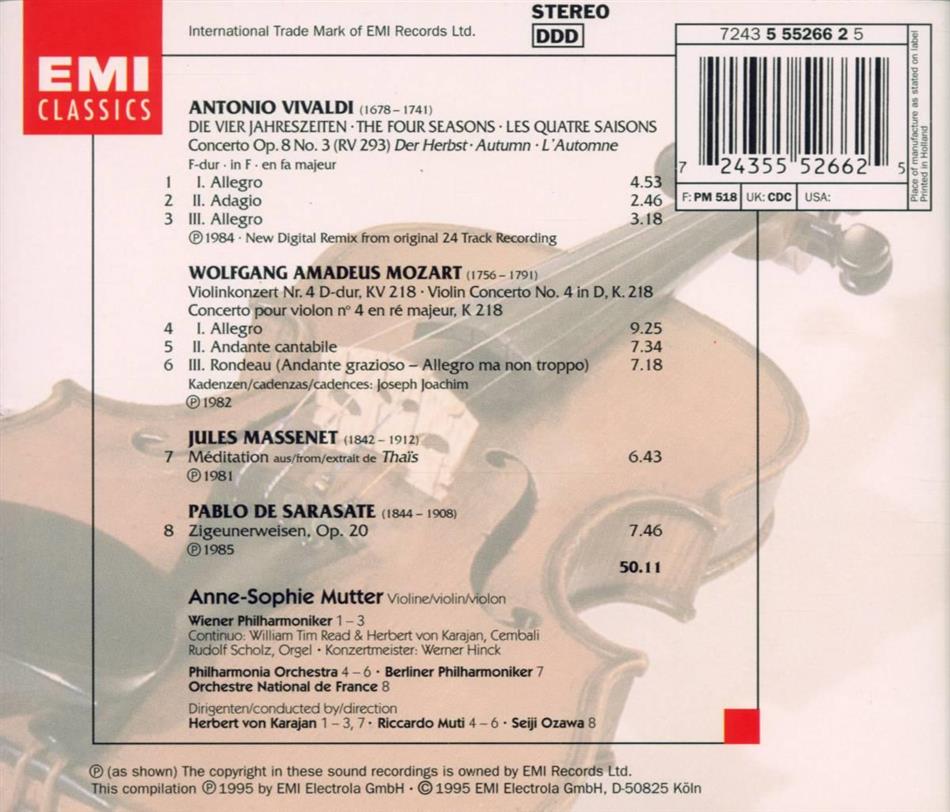 International Trade Mark of EMI Records Ltd.
STEREO
DDD
EMI
CLASSICS
7243 5 55266 2 5
7 24355 52662 5
F: PM 518 UK: CDC USA:
Place of manufacture as stated on label
Printed in Holland
ANTONIO VIVALDI (1678 – 1741)
DIE VIER JAHRESZEITEN · THE FOUR SEASONS · LES QUATRE SAISONS
Concerto Op. 8 No. 3 (RV 293) Der Herbst · Autumn · L'Automne
F-dur · in F · en fa majeur
1 I. Allegro 4.53
2 II. Adagio 2.46
3 III. Allegro 3.18
℗ 1984 · New Digital Remix from original 24 Track Recording
WOLFGANG AMADEUS MOZART (1756 – 1791)
Violinkonzert Nr. 4 D-dur, KV 218 · Violin Concerto No. 4 in D, K. 218
Concerto pour violon nº 4 en ré majeur, K 218
4 I. Allegro 9.25
5 II. Andante cantabile 7.34
6 III. Rondeau (Andante grazioso – Allegro ma non troppo) 7.18
Kadenzen/cadenzas/cadences: Joseph Joachim
℗ 1982
JULES MASSENET (1842 – 1912)
7 Méditation aus/from/extrait de Thaïs 6.43
℗ 1981
PABLO DE SARASATE (1844 – 1908)
8 Zigeunerweisen, Op. 20 7.46
℗ 1985
50.11
Anne-Sophie Mutter Violine/violin/violon
Wiener Philharmoniker 1 – 3
Continuo: William Tim Read & Herbert von Karajan, Cembali
Rudolf Scholz, Orgel · Konzertmeister: Werner Hinck
Philharmonia Orchestra 4 – 6 · Berliner Philharmoniker 7
Orchestre National de France 8
Dirigenten/conducted by/direction
Herbert von Karajan 1 – 3, 7 · Riccardo Muti 4 – 6 · Seiji Ozawa 8
℗ (as shown) The copyright in these sound recordings is owned by EMI Records Ltd.
This compilation ℗ 1995 by EMI Electrola GmbH · © 1995 EMI Electrola GmbH, D-50825 Köln